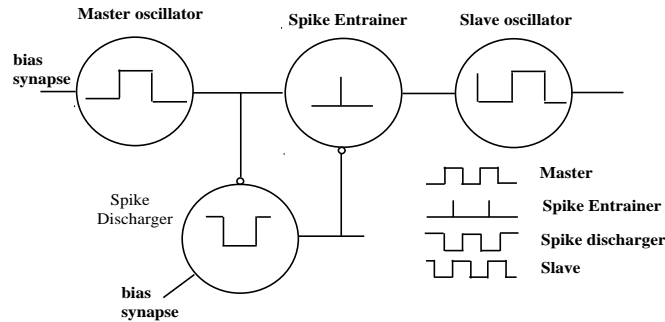 Master oscillator
Spike Entrainer
Slave oscillator
bias
synapse
Spike
Discharger
bias
synapse
Master
Spike Entrainer
Spike discharger
Slave